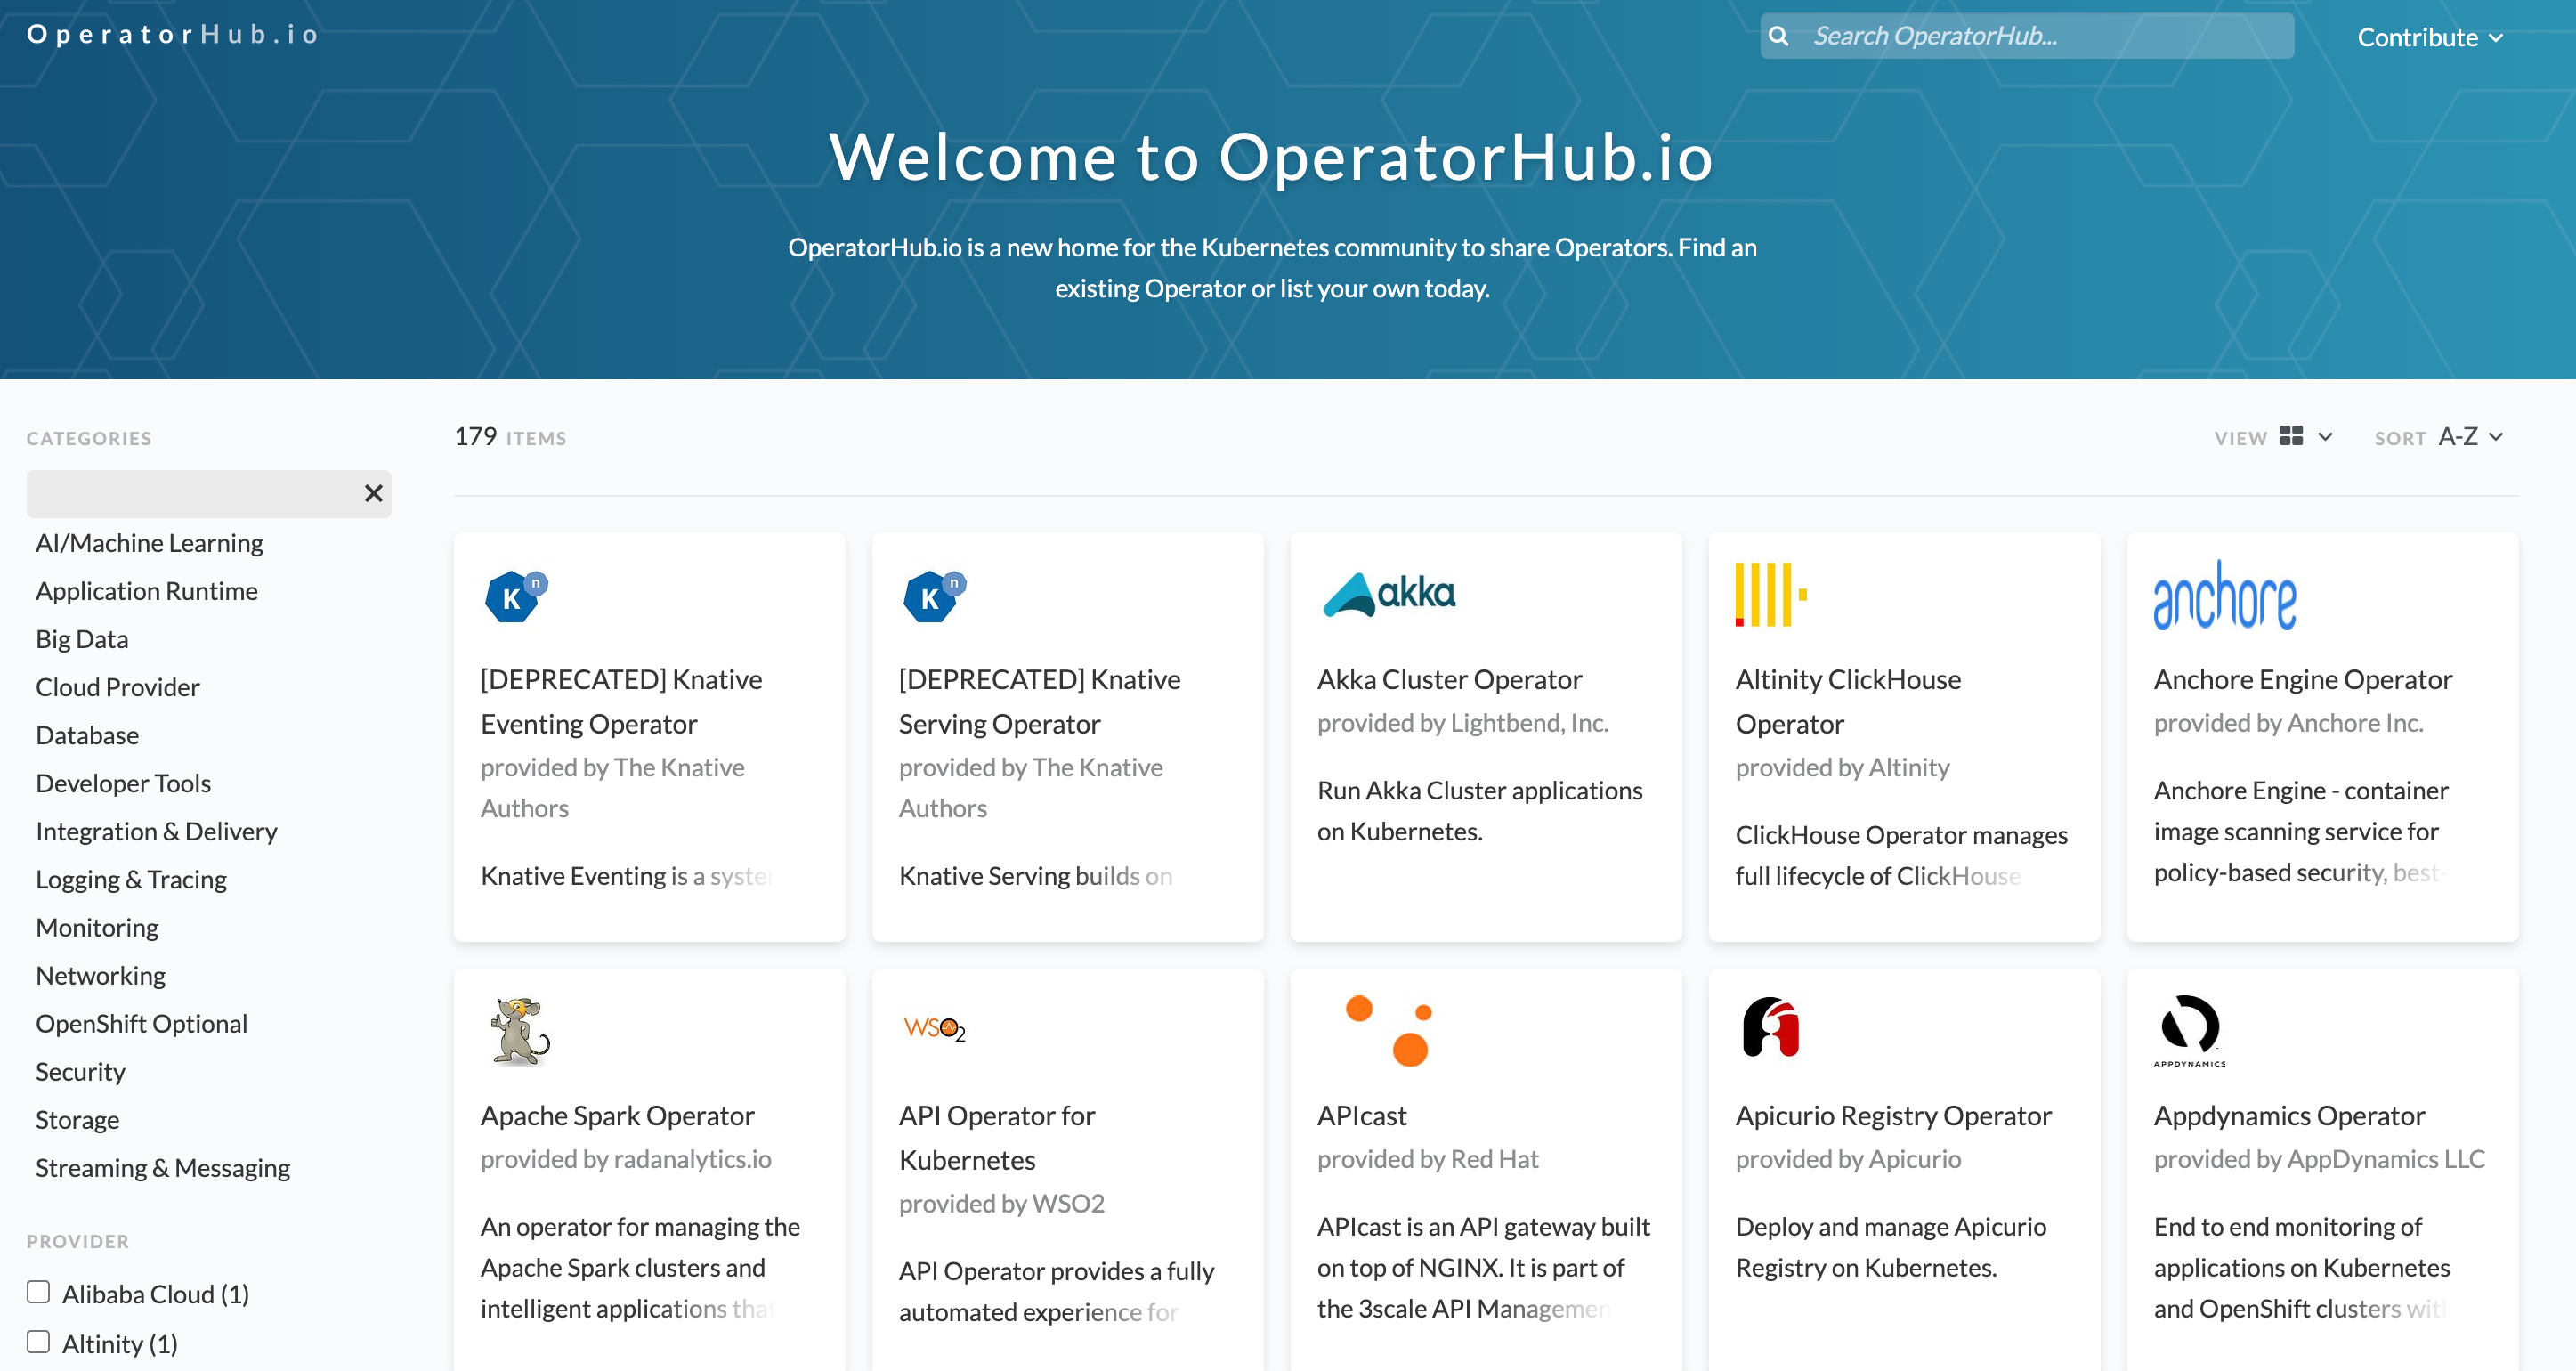 OperatorHub.io
Search OperatorHub...
Contribute
Welcome to OperatorHub.io
OperatorHub.io is a new home for the Kubernetes community to share Operators. Find an
existing Operator or list your own today.
CATEGORIES
AI/Machine Learning
Application Runtime
Big Data
Cloud Provider
Database
Developer Tools
Integration & Delivery
Logging & Tracing
Monitoring
Networking
OpenShift Optional
Security
Storage
Streaming & Messaging
PROVIDER
Alibaba Cloud (1)
Altinity (1)
179 ITEMS
VIEW
SORT A-Z
K n
[DEPRECATED] Knative
Eventing Operator
provided by The Knative
Authors
Knative Eventing is a system
K n
[DEPRECATED] Knative
Serving Operator
provided by The Knative
Authors
Knative Serving builds on
akka
Akka Cluster Operator
provided by Lightbend, Inc.
Run Akka Cluster applications
on Kubernetes.
Altinity ClickHouse
Operator
provided by Altinity
ClickHouse Operator manages
full lifecycle of ClickHouse
anchore
Anchore Engine Operator
provided by Anchore Inc.
Anchore Engine - container
image scanning service for
policy-based security, best-
Apache Spark Operator
provided by radanalytics.io
An operator for managing the
Apache Spark clusters and
intelligent applications that
WSO2
API Operator for
Kubernetes
provided by WSO2
API Operator provides a fully
automated experience for
APIcast
provided by Red Hat
APIcast is an API gateway built
on top of NGINX. It is part of
the 3scale API Managemen
Apicurio Registry Operator
provided by Apicurio
Deploy and manage Apicurio
Registry on Kubernetes.
APPDYNAMICS
Appdynamics Operator
provided by AppDynamics LLC
End to end monitoring of
applications on Kubernetes
and OpenShift clusters with